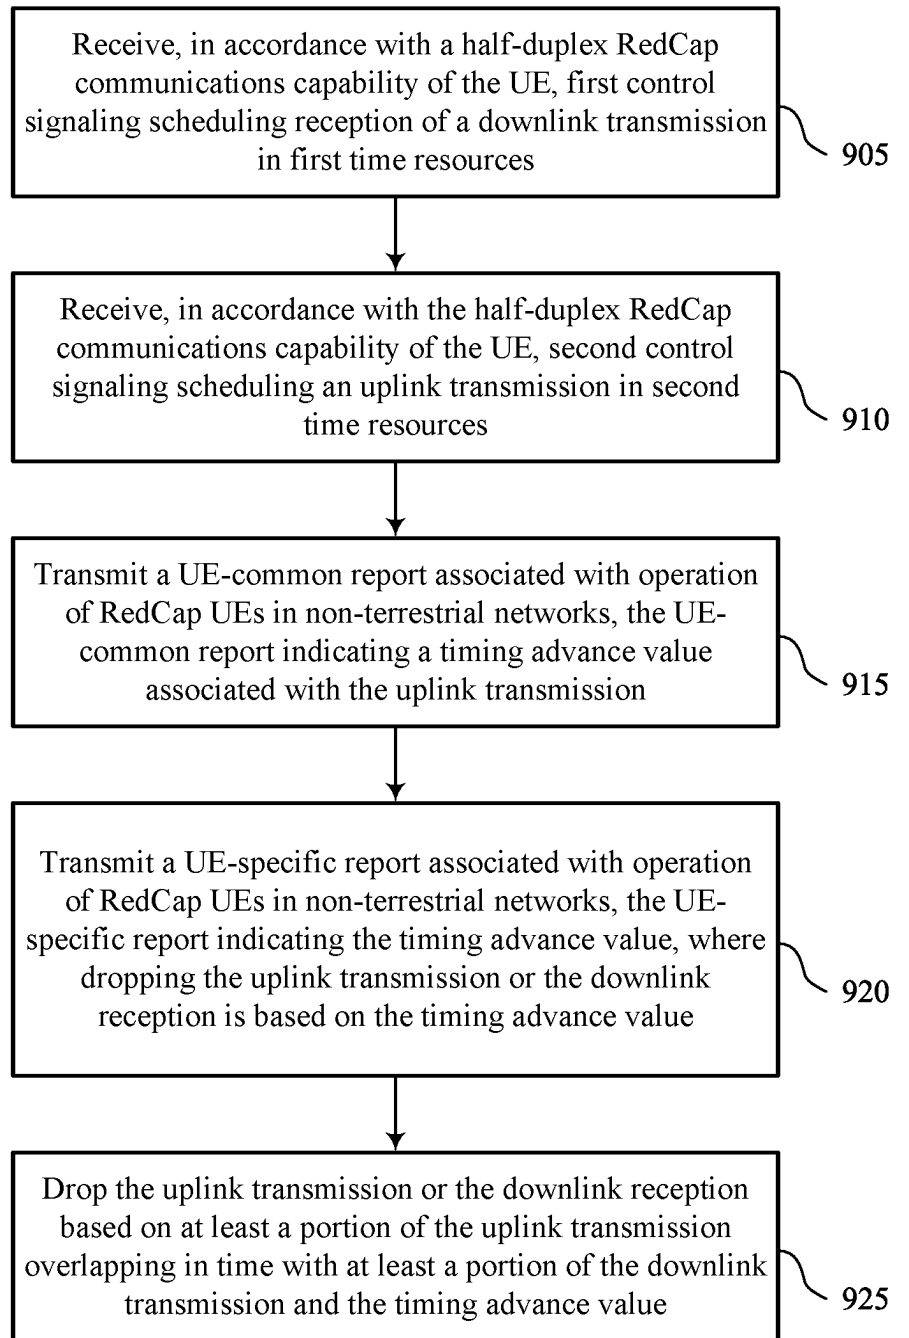 Receive, in accordance with a half-duplex RedCap
communications capability of the UE, first control
signaling scheduling reception of a downlink transmission
in first time resources
905
Receive, in accordance with the half-duplex RedCap
communications capability of the UE, second control
signaling scheduling an uplink transmission in second
time resources
910
Transmit a UE-common report associated with operation
of RedCap UEs in non-terrestrial networks, the UE-
common report indicating a timing advance value
associated with the uplink transmission
915
Transmit a UE-specific report associated with operation
of RedCap UEs in non-terrestrial networks, the UE-
specific report indicating the timing advance value, where
dropping the uplink transmission or the downlink
reception is based on the timing advance value
920
Drop the uplink transmission or the downlink reception
based on at least a portion of the uplink transmission
overlapping in time with at least a portion of the downlink
transmission and the timing advance value
925